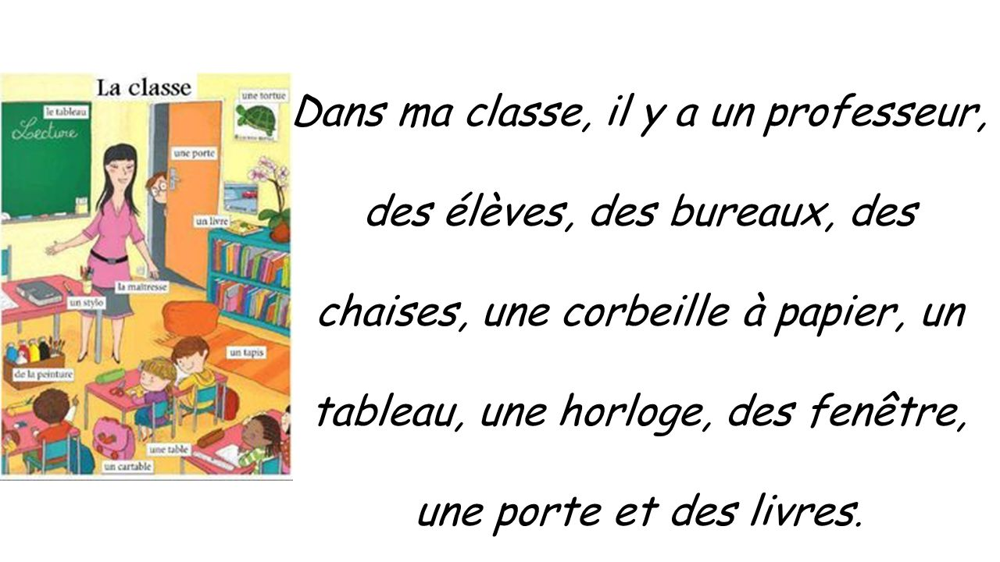 La classe
une tortue
le tableau
Lecture
une porte
un livre
la maîtresse
un stylo
un tapis
de la peinture
une table
un cartable
Dans ma classe, il y a un professeur,
des élèves, des bureaux, des
chaises, une corbeille à papier, un
tableau, une horloge, des fenêtre,
une porte et des livres.